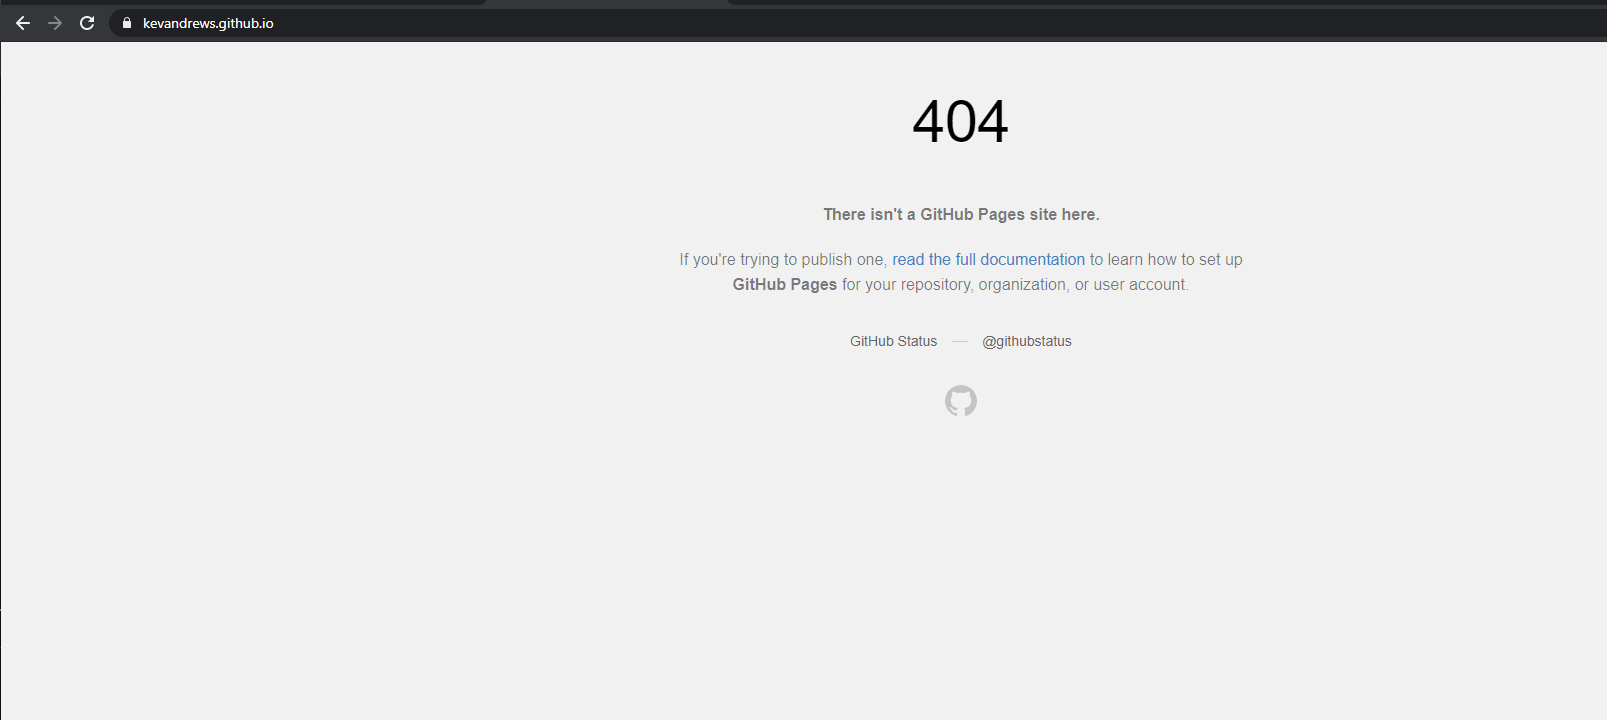 kevandrews.github.io
404
There isn't a GitHub Pages site here.
If you're trying to publish one, read the full documentation to learn how to set up
GitHub Pages for your repository, organization, or user account.
GitHub Status — @githubstatus